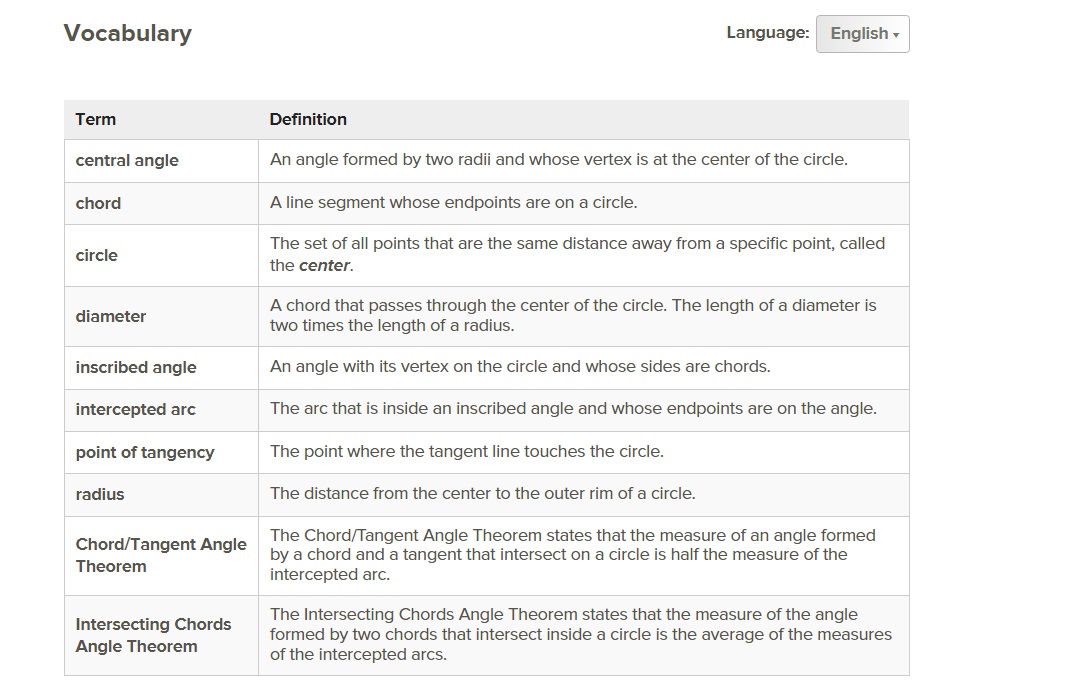 Vocabulary
Language: English
Term Definition
central angle An angle formed by two radii and whose vertex is at the center of the circle.
chord A line segment whose endpoints are on a circle.
circle The set of all points that are the same distance away from a specific point, called
the center.
diameter A chord that passes through the center of the circle. The length of a diameter is
two times the length of a radius.
inscribed angle An angle with its vertex on the circle and whose sides are chords.
intercepted arc The arc that is inside an inscribed angle and whose endpoints are on the angle.
point of tangency The point where the tangent line touches the circle.
radius The distance from the center to the outer rim of a circle.
Chord/Tangent Angle
Theorem
The Chord/Tangent Angle Theorem states that the measure of an angle formed
by a chord and a tangent that intersect on a circle is half the measure of the
intercepted arc.
Intersecting Chords
Angle Theorem
The Intersecting Chords Angle Theorem states that the measure of the angle
formed by two chords that intersect inside a circle is the average of the measures
of the intercepted arcs.